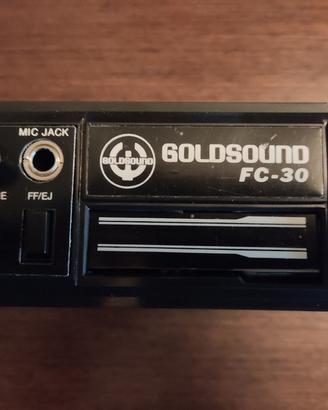 MIC JACK
GOLDSOUND
GOLDSOUND
FC-30
E
FF/EJ